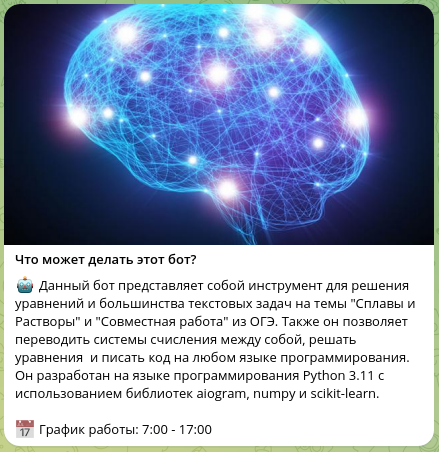 Что может делать этот бот?
🤖 Данный бот представляет собой инструмент для решения
уравнений и большинства текстовых задач на темы "Сплавы и
Растворы" и "Совместная работа" из ОГЭ. Также он позволяет
переводить системы счисления между собой, решать
уравнения и писать код на любом языке программирования.
Он разработан на языке программирования Python 3.11 с
использованием библиотек aiogram, numpy и scikit-learn.
📅 График работы: 7:00 - 17:00